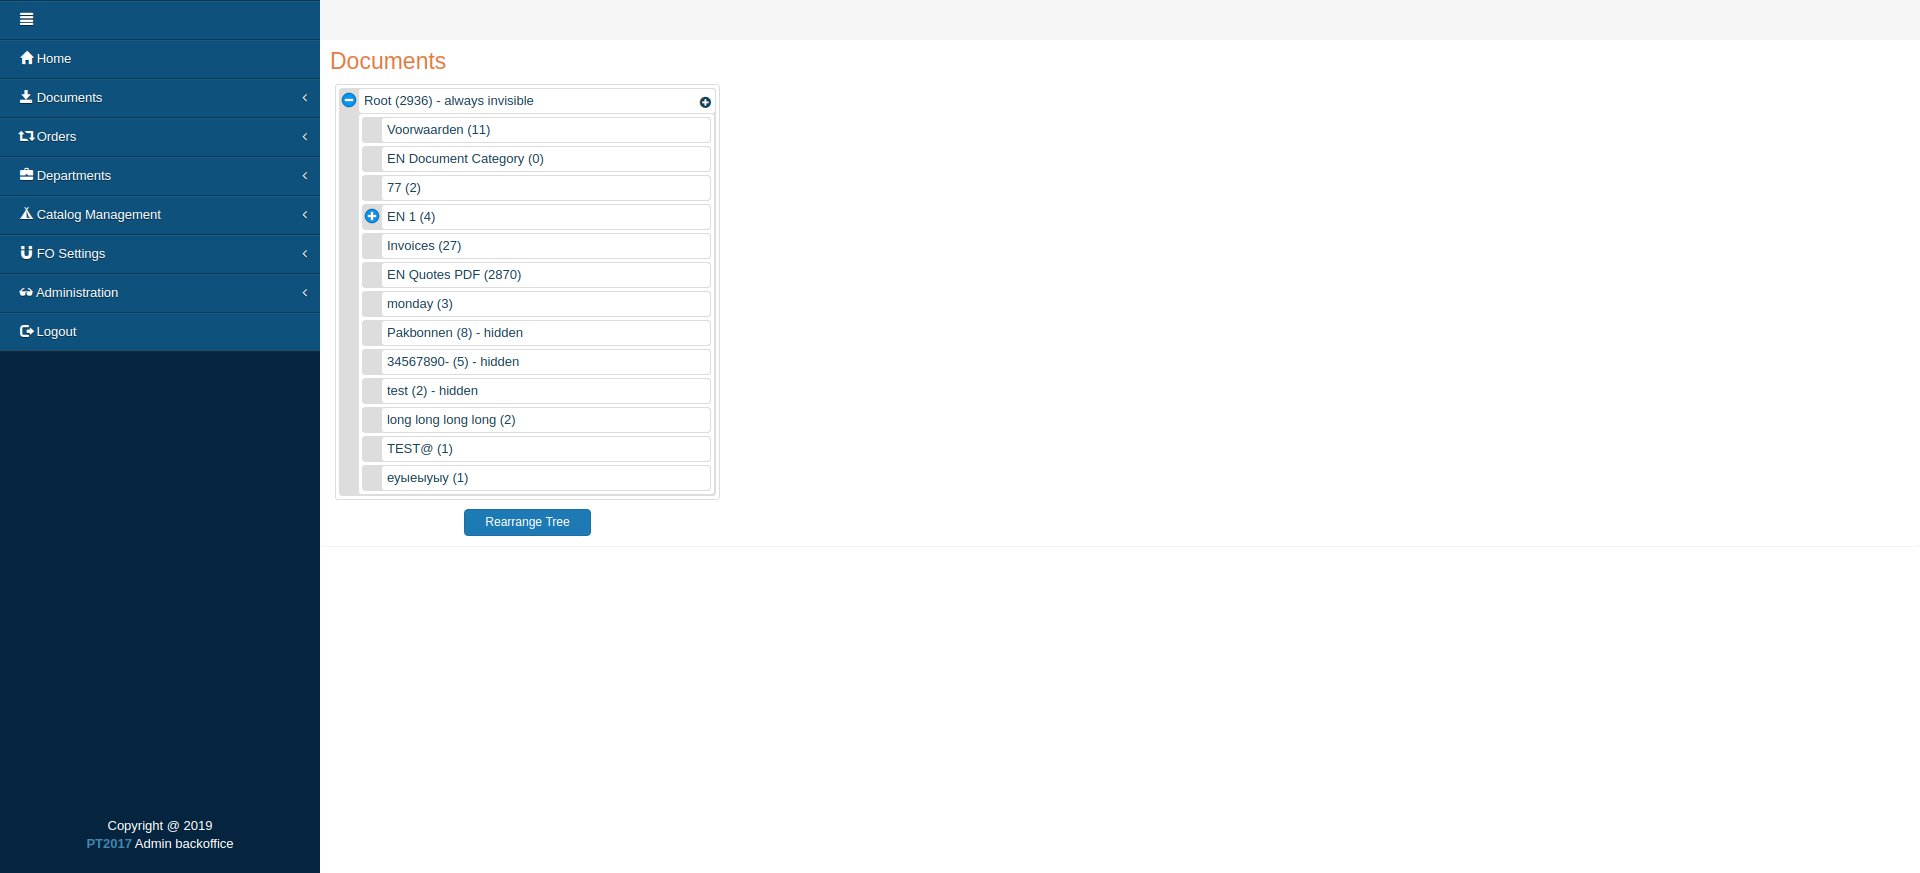 Home
Documents
Orders
Departments
Catalog Management
FO Settings
Administration
Logout
Copyright @ 2019
PT2017 Admin backoffice
Documents
Root (2936) - always invisible
Voorwaarden (11)
EN Document Category (0)
77 (2)
EN 1 (4)
Invoices (27)
EN Quotes PDF (2870)
monday (3)
Pakbonnen (8) - hidden
34567890- (5) - hidden
test (2) - hidden
long long long long (2)
TEST@ (1)
еуыеыуыу (1)
Rearrange Tree